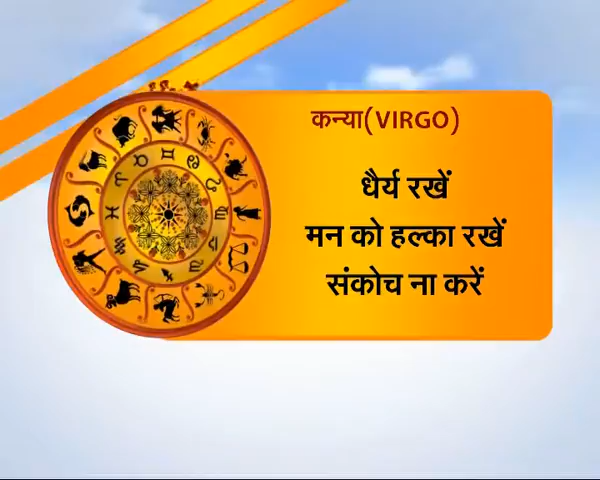 कन्या(VIRGO)
धैर्य रखें
मन को हल्का रखें
संकोच ना करें